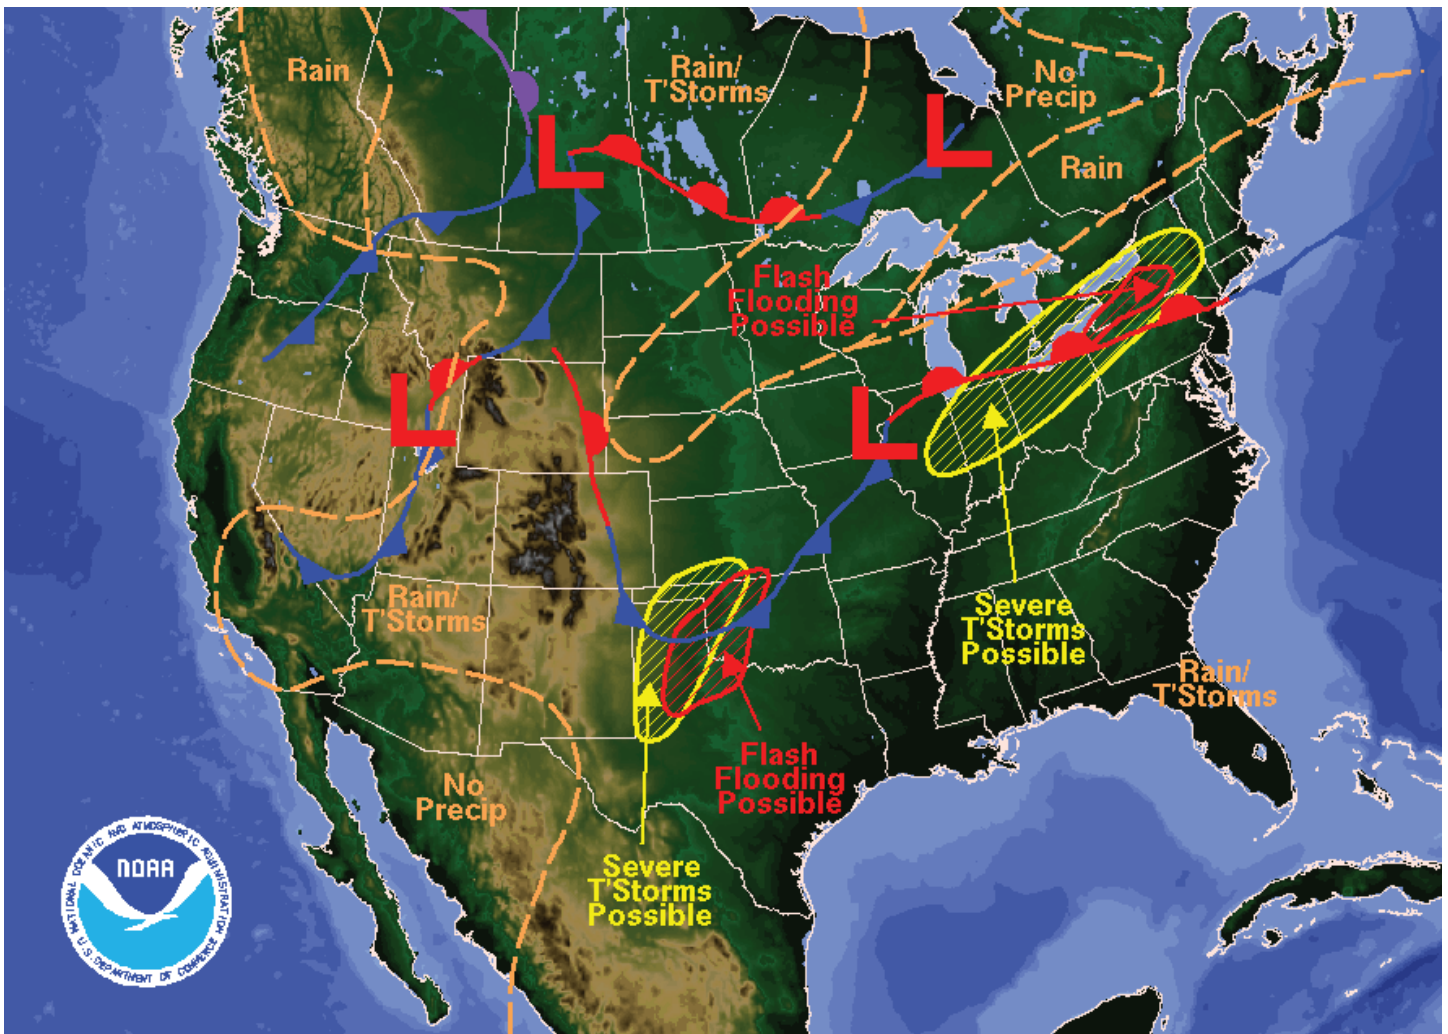 Rain
Rain/
T'Storms
No
Precip
L
L
Rain
Flash
Flooding
Possible
L
L
Rain/
T'Storms
Severe
T'Storms
Possible
Rain/
T'Storms
No
Precip
Flash
Flooding
Possible
Severe
T'Storms
Possible
NATIONAL OCEANIC AND ATMOSPHERIC ADMINISTRATION
NOAA
U.S. DEPARTMENT OF COMMERCE